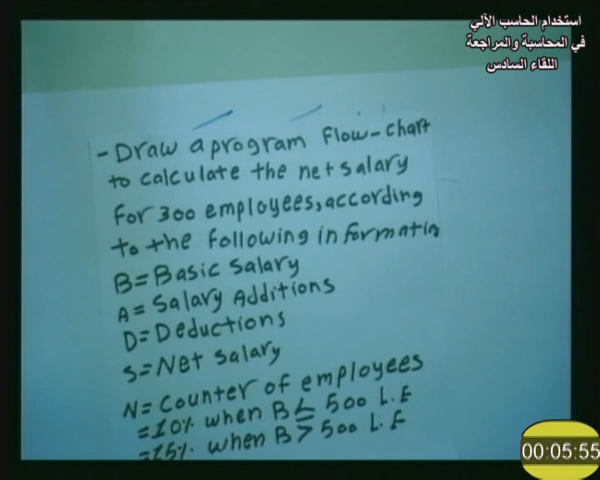 استخدام الحاسب الآلي
في المحاسبة والمراجعة
اللقاء السادس
- Draw a program Flow-chart
to calculate the net salary
for 300 employees, according
to the following informatin
B = Basic salary
A = Salary Additions
D = Deductions
S = Net salary
N = Counter of employees
= 10% when B ≤ 500 L.E
= 15% when B > 500 L.E
00:05:55